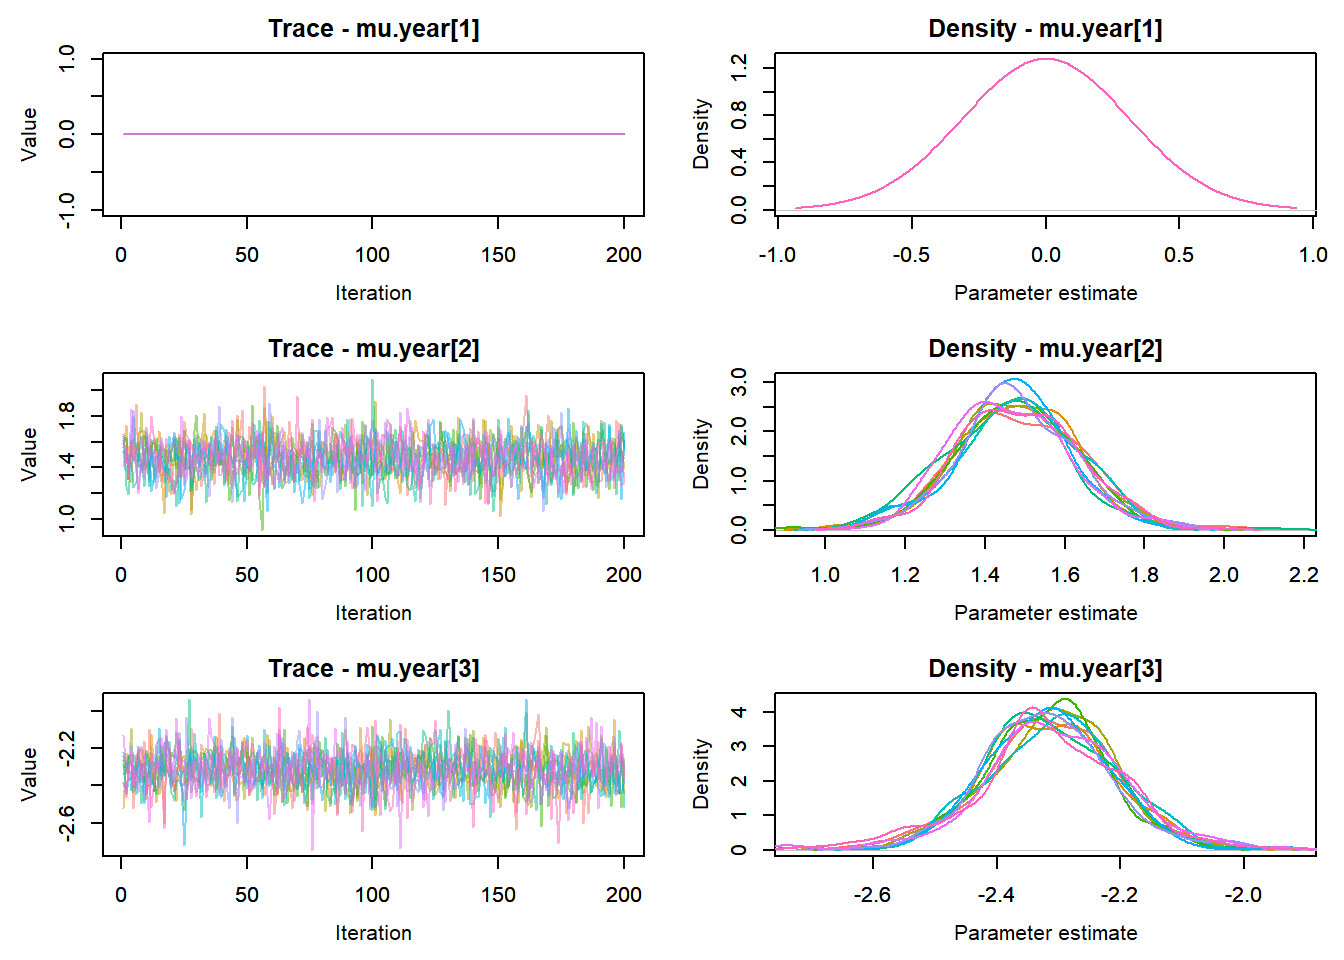 Trace - mu.year[1]
Value
-1.0 0.0 1.0
0 50 100 150 200
Iteration
Density - mu.year[1]
Density
0.0 0.4 0.8 1.2
-1.0 -0.5 0.0 0.5 1.0
Parameter estimate
Trace - mu.year[2]
Value
1.0 1.4 1.8
0 50 100 150 200
Iteration
Density - mu.year[2]
Density
0.0 1.0 2.0 3.0
1.0 1.2 1.4 1.6 1.8 2.0 2.2
Parameter estimate
Trace - mu.year[3]
Value
-2.6 -2.2
0 50 100 150 200
Iteration
Density - mu.year[3]
Density
0 1 2 3 4
-2.6 -2.4 -2.2 -2.0
Parameter estimate